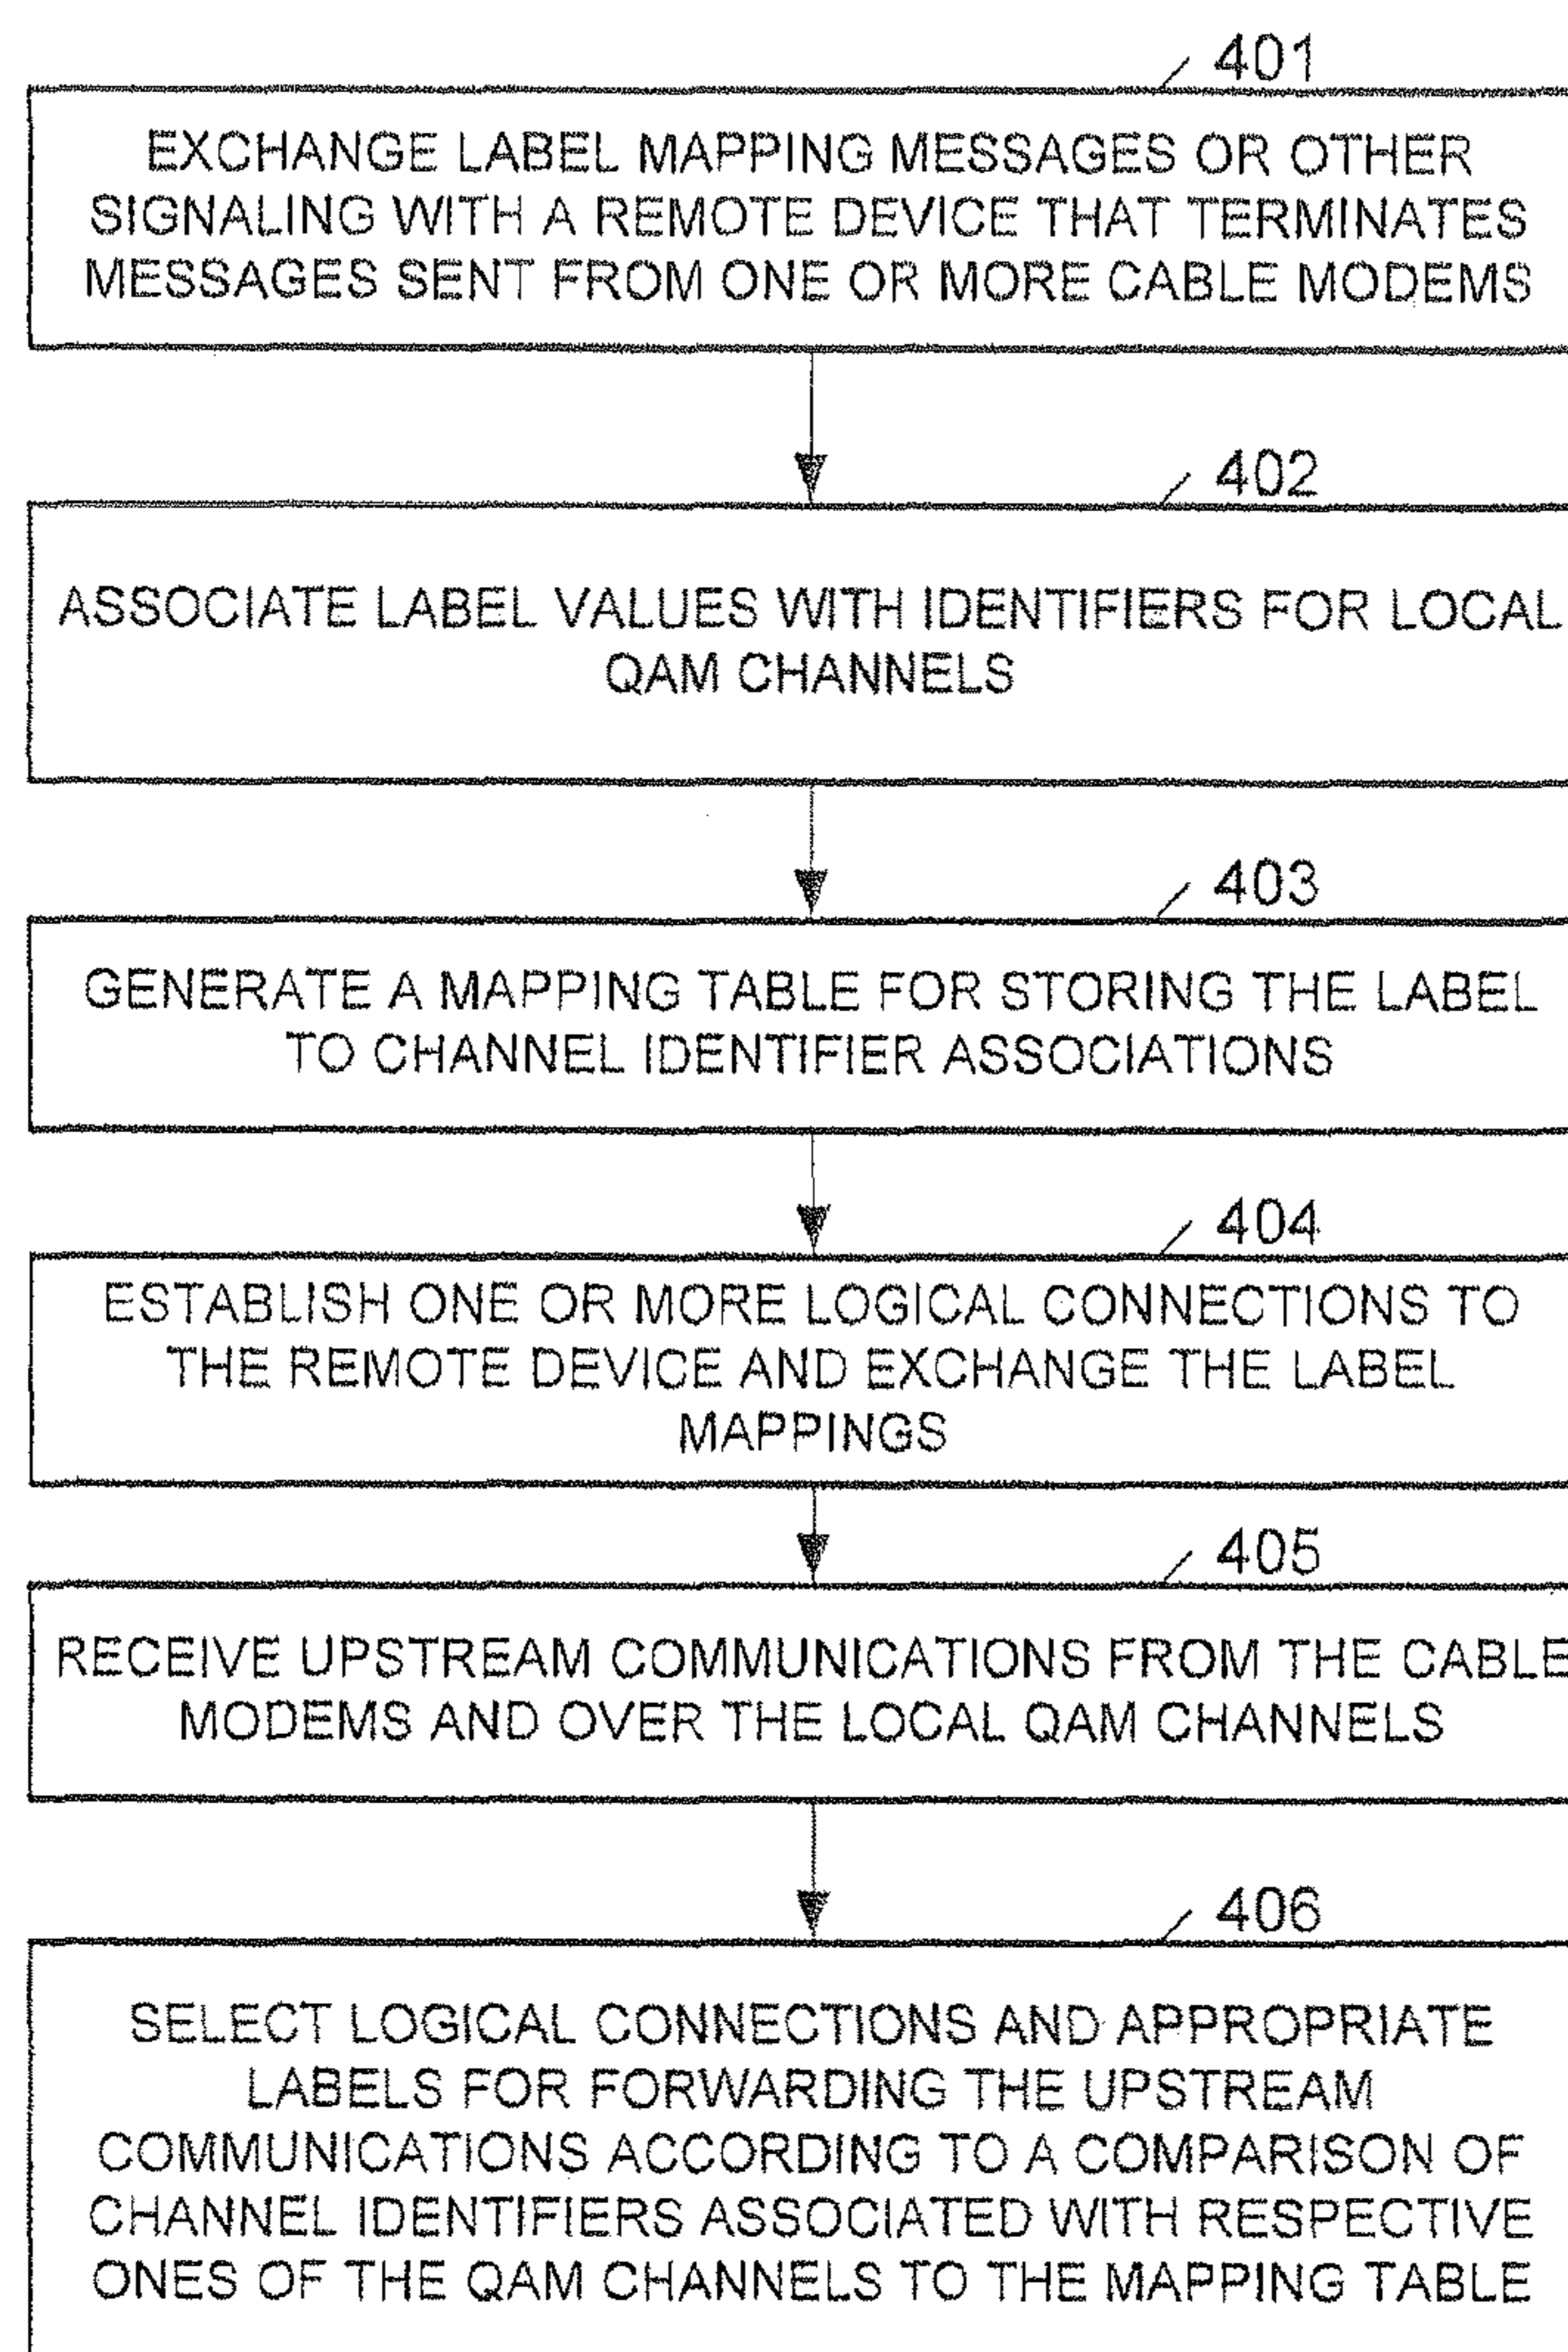 401
EXCHANGE LABEL MAPPING MESSAGES OR OTHER
SIGNALING WITH A REMOTE DEVICE THAT TERMINATES
MESSAGES SENT FROM ONE OR MORE CABLE MODEMS
402
ASSOCIATE LABEL VALUES WITH IDENTIFIERS FOR LOCAL
QAM CHANNELS
403
GENERATE A MAPPING TABLE FOR STORING THE LABEL
TO CHANNEL IDENTIFIER ASSOCIATIONS
404
ESTABLISH ONE OR MORE LOGICAL CONNECTIONS TO
THE REMOTE DEVICE AND EXCHANGE THE LABEL
MAPPINGS
405
RECEIVE UPSTREAM COMMUNICATIONS FROM THE CABLE
MODEMS AND OVER THE LOCAL QAM CHANNELS
406
SELECT LOGICAL CONNECTIONS AND APPROPRIATE
LABELS FOR FORWARDING THE UPSTREAM
COMMUNICATIONS ACCORDING TO A COMPARISON OF
CHANNEL IDENTIFIERS ASSOCIATED WITH RESPECTIVE
ONES OF THE QAM CHANNELS TO THE MAPPING TABLE